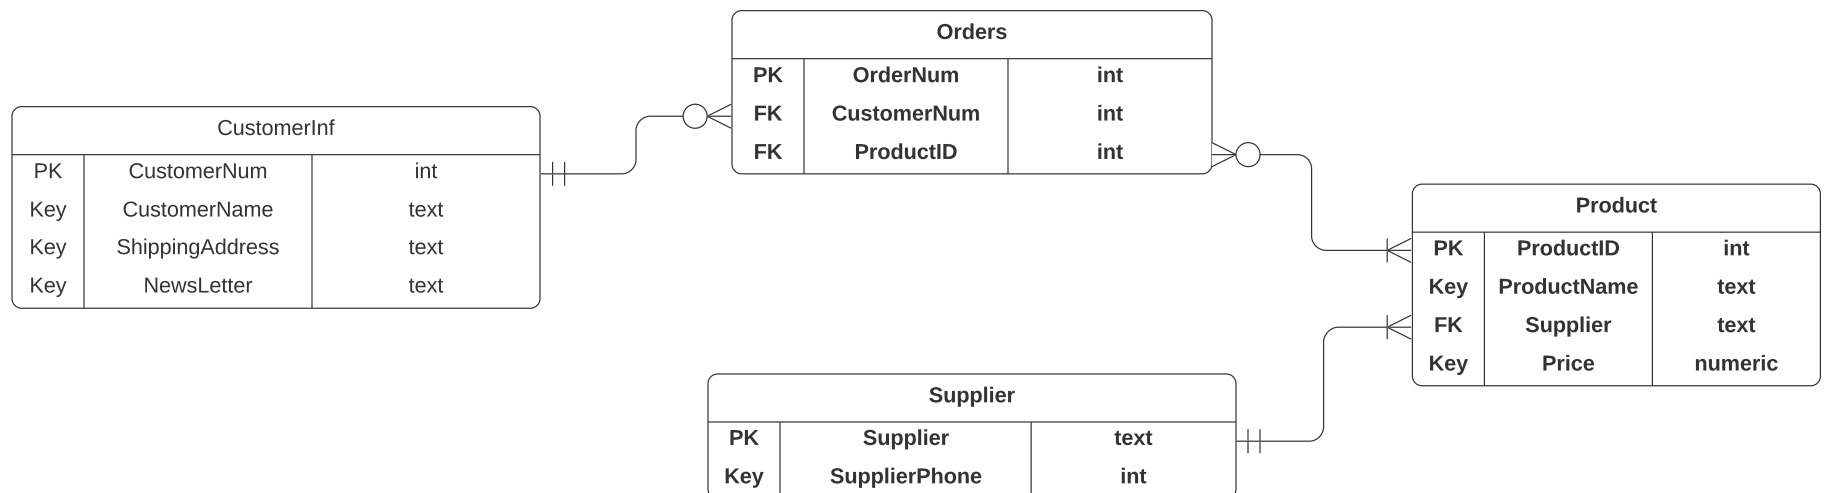 Orders
PK OrderNum int
FK CustomerNum int
FK ProductID int
CustomerInf
PK CustomerNum int
Key CustomerName text
Key ShippingAddress text
Key NewsLetter text
Product
PK ProductID int
Key ProductName text
FK Supplier text
Key Price numeric
Supplier
PK Supplier text
Key SupplierPhone int